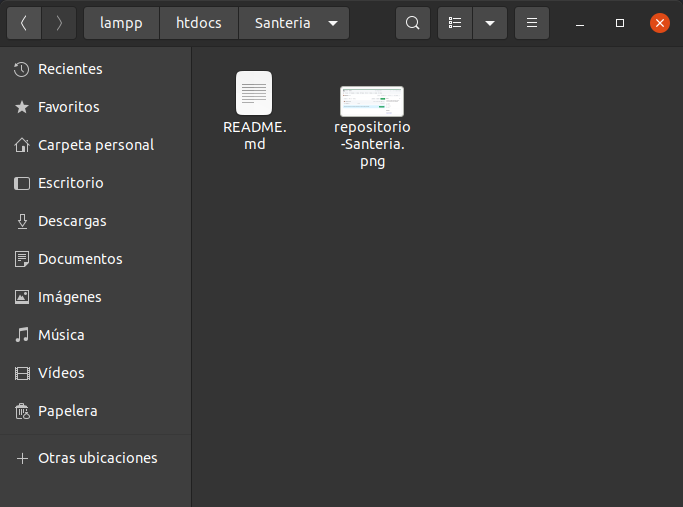 lampp htdocs Santeria
Recientes
Favoritos
Carpeta personal
Escritorio
Descargas
Documentos
Imágenes
Música
Vídeos
Papelera
Otras ubicaciones
README.
md
repositorio
-Santeria.
png